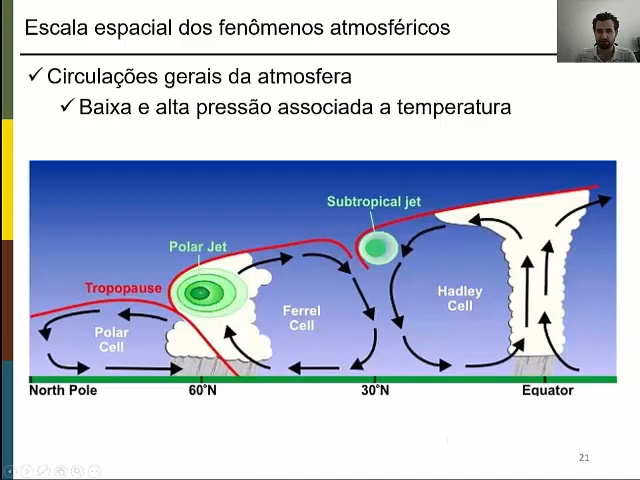 Escala espacial dos fenômenos atmosféricos
Circulações gerais da atmosfera
Baixa e alta pressão associada a temperatura
Subtropical jet
Polar Jet
Tropopause
Hadley
Cell
Ferrel
Cell
Polar
Cell
North Pole
60°N
30°N
Equator
21